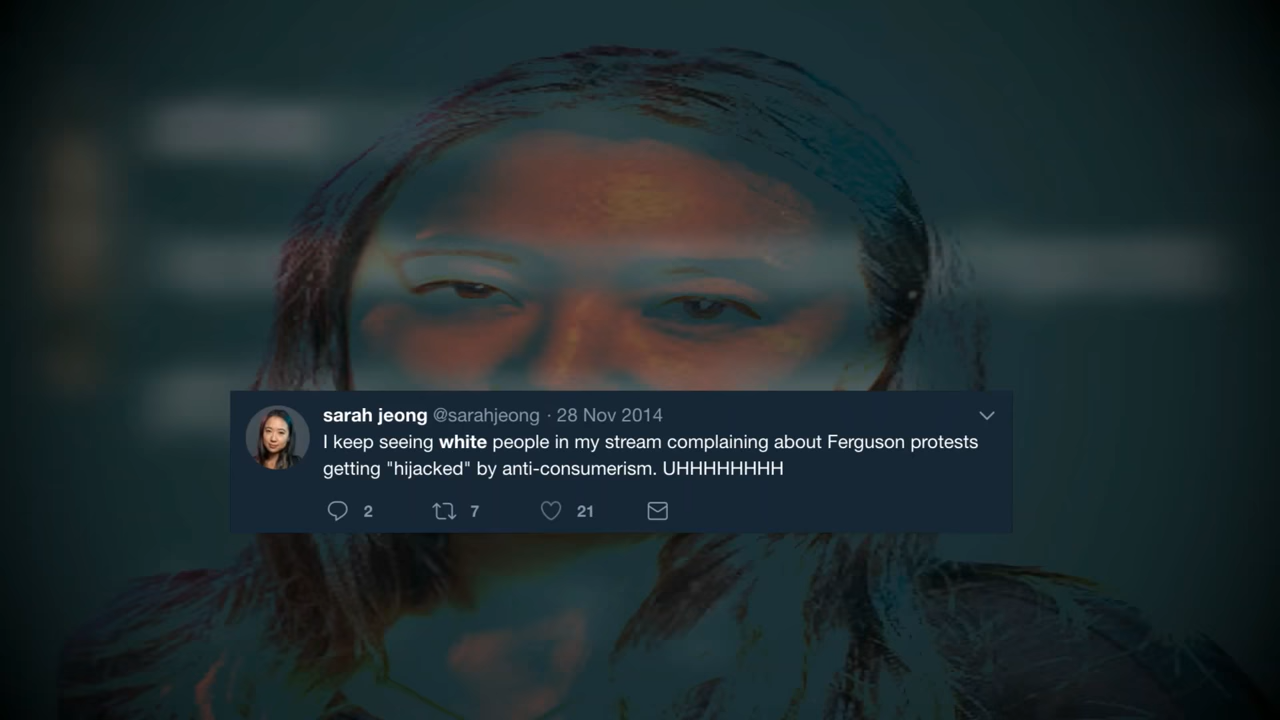 sarah jeong @sarahjeong · 28 Nov 2014
I keep seeing white people in my stream complaining about Ferguson protests
getting "hijacked" by anti-consumerism. UHHHHHHHH
2 7 21